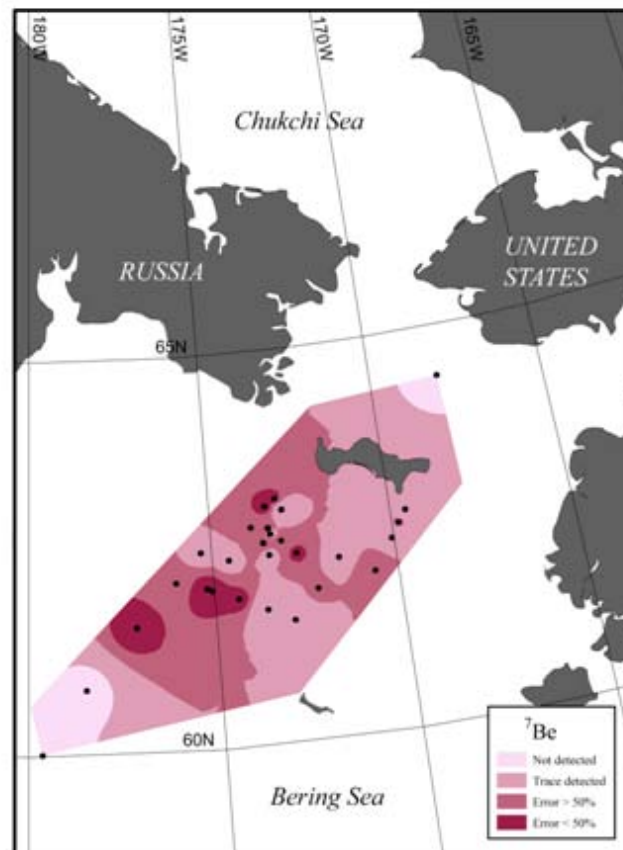 180W
175W
170W
165W
Chukchi Sea
RUSSIA
UNITED
STATES
65N
60N
Bering Sea
⁷Be
Not detected
Trace detected
Error > 50%
Error < 50%